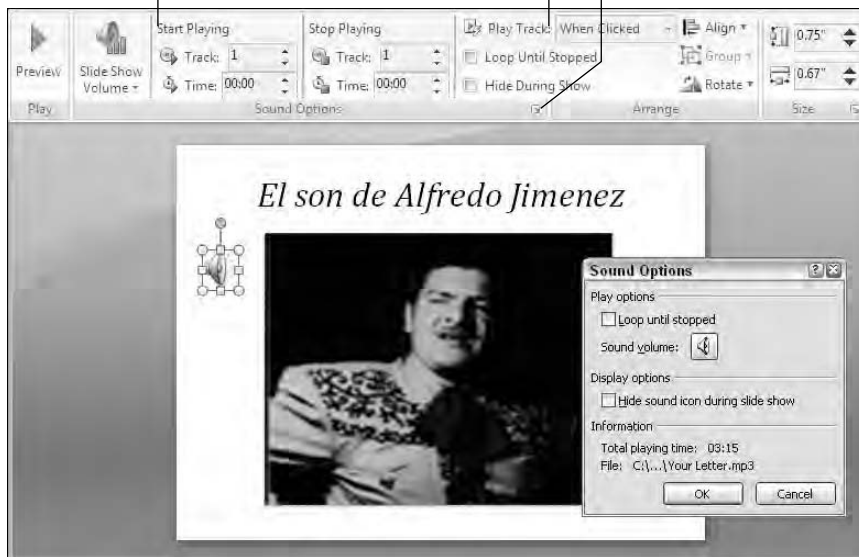 Start Playing
Stop Playing
Play Track: When Clicked
Align
0.75"
Track: 1
Track: 1
Loop Until Stopped
Group
Preview
Slide Show
Volume
Time: 00:00
Time: 00:00
Hide During Show
Rotate
0.67"
Play
Sound Options
Arrange
Size
El son de Alfredo Jimenez
Sound Options
Play options
Loop until stopped
Sound volume:
Display options
Hide sound icon during slide show
Information
Total playing time: 03:15
File: C:\...\Your Letter.mp3
OK
Cancel